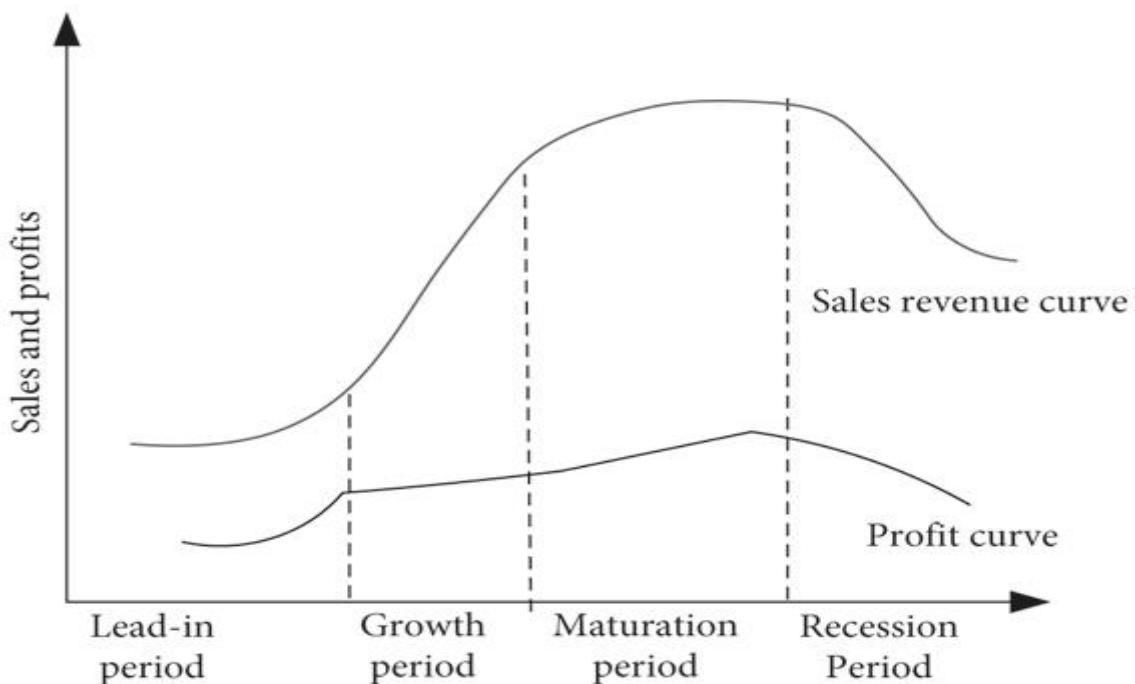 Sales and profits
Sales revenue curve
Profit curve
Lead-in
period
Growth
period
Maturation
period
Recession
Period